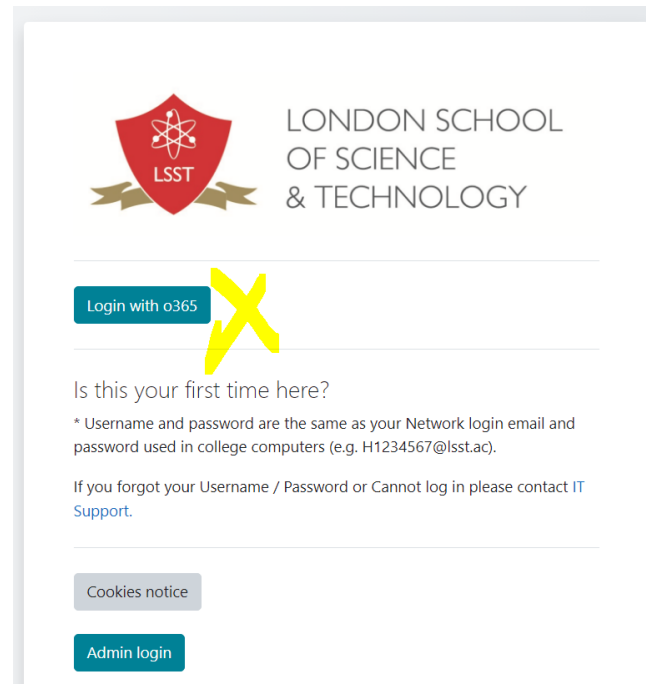 LSST
LONDON SCHOOL
OF SCIENCE
& TECHNOLOGY
Login with o365
Is this your first time here?
* Username and password are the same as your Network login email and
password used in college computers (e.g. H1234567@lsst.ac).
If you forgot your Username / Password or Cannot log in please contact IT
Support.
Cookies notice
Admin login